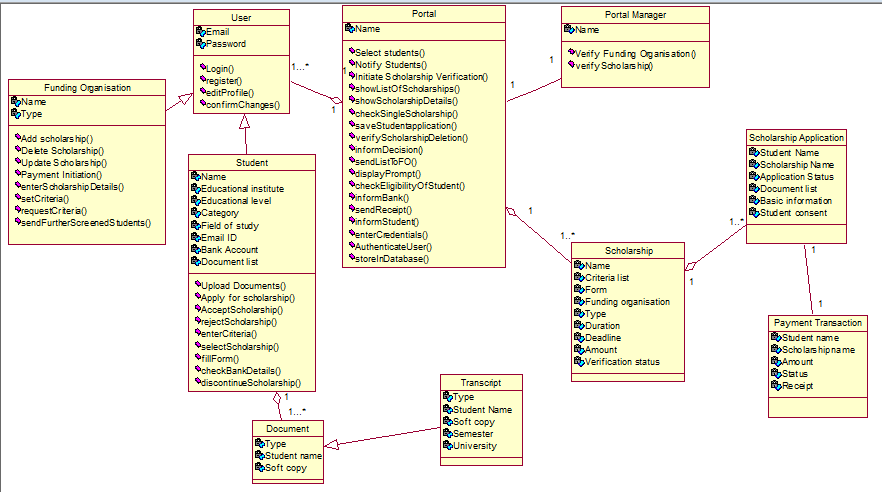 User
Email
Password
Login()
register()
editProfile()
confirmChanges()
Portal
Name
Select students()
Notify Students()
Initiate Scholarship Verification()
showListOfScholarships()
showScholarshipDetails()
checkSingleScholarship()
saveStudentapplication()
verifyScholarshipDeletion()
informDecision()
sendListToFO()
displayPrompt()
checkEligibilityOfStudent()
informBank()
sendReceipt()
informStudent()
enterCredentials()
AuthenticateUser()
storeInDatabase()
Portal Manager
Name
Verify Funding Organisation()
verifyScholarship()
1...*
1
1
1
1
Funding Organisation
Name
Type
Add scholarship()
Delete Scholarship()
Update Scholarship()
Payment Initiation()
enterScholarshipDetails()
setCriteria()
requestCriteria()
sendFurtherScreenedStudents()
Student
Name
Educational institute
Educational level
Category
Field of study
Email ID
Bank Account
Document list
Upload Documents()
Apply for scholarship()
AcceptScholarship()
rejectScholarship()
enterCriteria()
selectScholarship()
fillForm()
checkBankDetails()
discontinueScholarship()
Scholarship Application
Student Name
Scholarship Name
Application Status
Document list
Basic information
Student consent
1
1..*
1..*
1
Scholarship
Name
Criteria list
Form
Funding organisation
Type
Duration
Deadline
Amount
Verification status
1
1
Payment Transaction
Student name
Scholarship name
Amount
Status
Receipt
1
1...*
Document
Type
Student name
Soft copy
Transcript
Type
Student Name
Soft copy
Semester
University